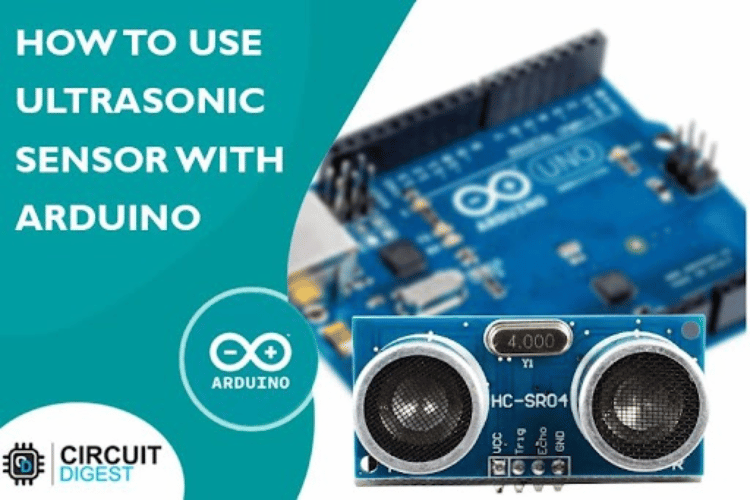 HOW TO USE
ULTRASONIC
SENSOR WITH
ARDUINO
UNO
ARDUINO
ARDUINO
4.000
Y1
HC-SR04
VCC
Trig
Echo
GND
T
R
CIRCUIT
DIGEST